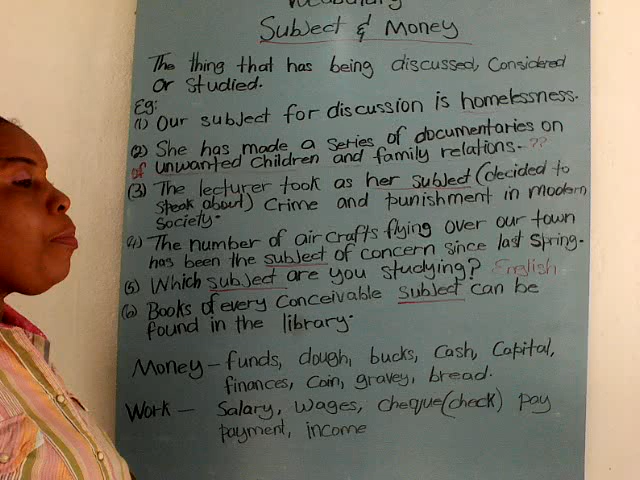 Vocabulary
Subject & Money
The thing that has being discussed, Considered
or studied.
Eg:
(1) Our subject for discussion is homelessness.
(2) She has made a series of documentaries on
of unwanted children and family relations. ??
(3) The lecturer took as her subject (decided to
speak about) Crime and punishment in modern
society.
(4) The number of air crafts flying over our town
has been the subject of concern since last Spring.
(5) Which subject are you studying? English
(6) Books of every Conceivable subject can be
found in the library.
Money – funds, dough, bucks, Cash, Capital,
finances, Coin, gravey, bread.
Work – Salary, Wages, cheque(check) pay
payment, income